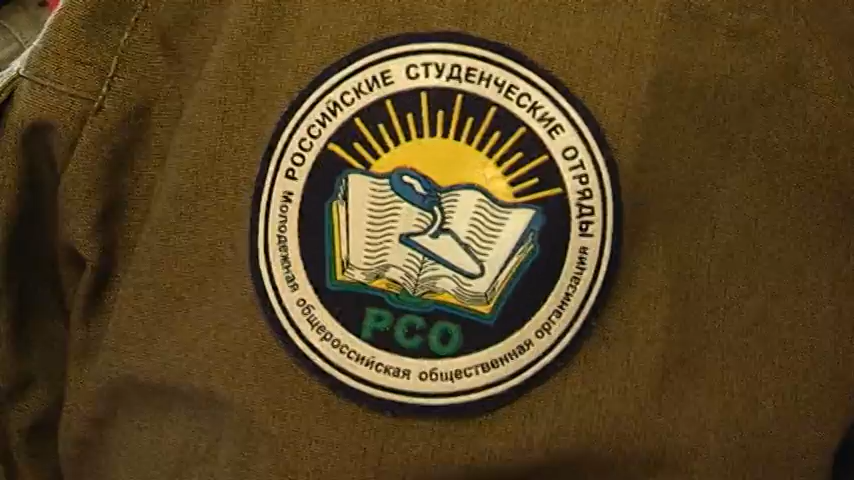 РОССИЙСКИЕ СТУДЕНЧЕСКИЕ ОТРЯДЫ
РСО
Молодежная общероссийская общественная организация